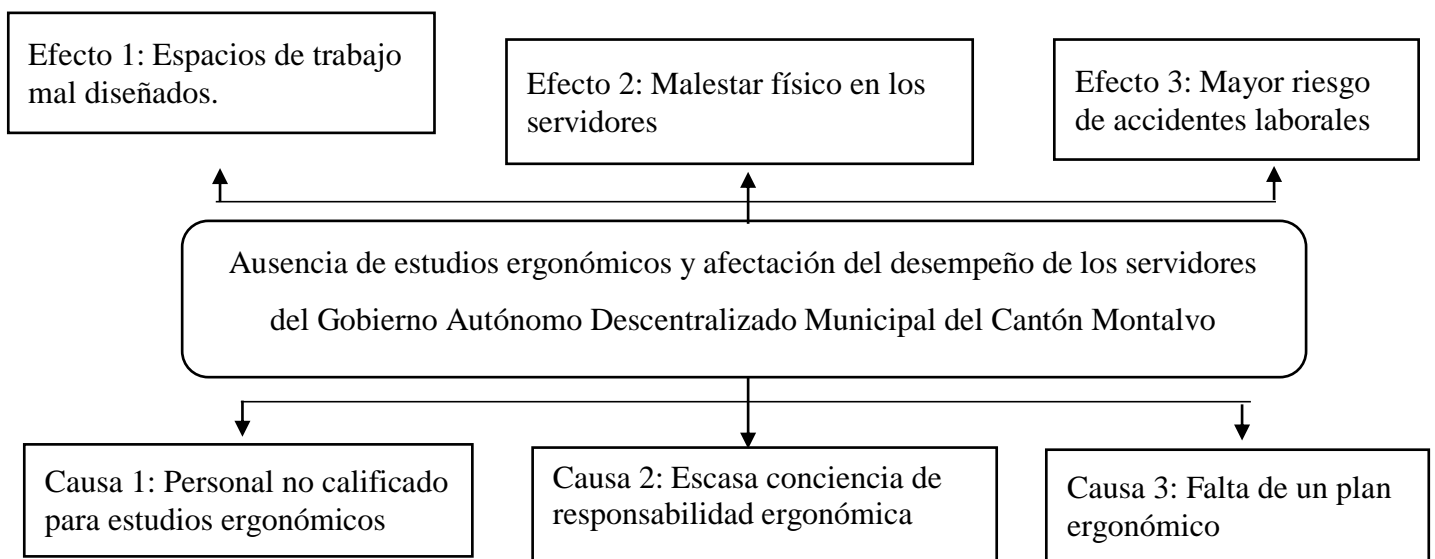 Efecto 1: Espacios de trabajo
mal diseñados.
Efecto 2: Malestar físico en los
servidores
Efecto 3: Mayor riesgo
de accidentes laborales
Ausencia de estudios ergonómicos y afectación del desempeño de los servidores
del Gobierno Autónomo Descentralizado Municipal del Cantón Montalvo
Causa 1: Personal no calificado
para estudios ergonómicos
Causa 2: Escasa conciencia de
responsabilidad ergonómica
Causa 3: Falta de un plan
ergonómico